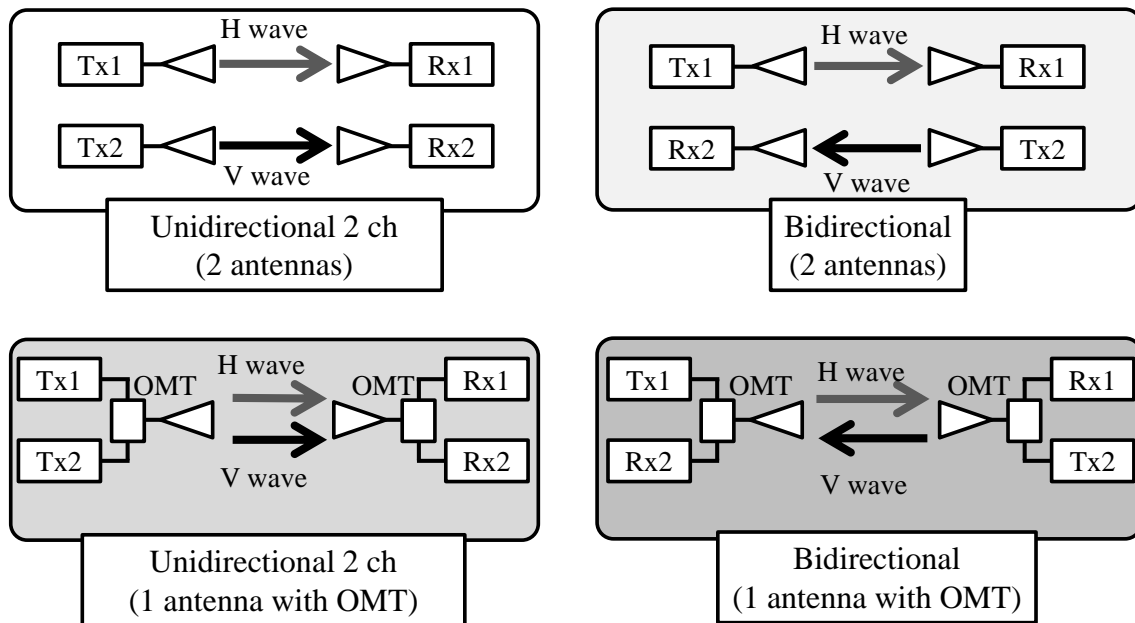 H wave
Tx1
Rx1
Tx2
Rx2
V wave
Unidirectional 2 ch
(2 antennas)
H wave
Tx1
Rx1
Rx2
Tx2
V wave
Bidirectional
(2 antennas)
Tx1
OMT
H wave
OMT
Rx1
Tx2
Rx2
V wave
Unidirectional 2 ch
(1 antenna with OMT)
Tx1
OMT
H wave
OMT
Rx1
Rx2
Tx2
V wave
Bidirectional
(1 antenna with OMT)